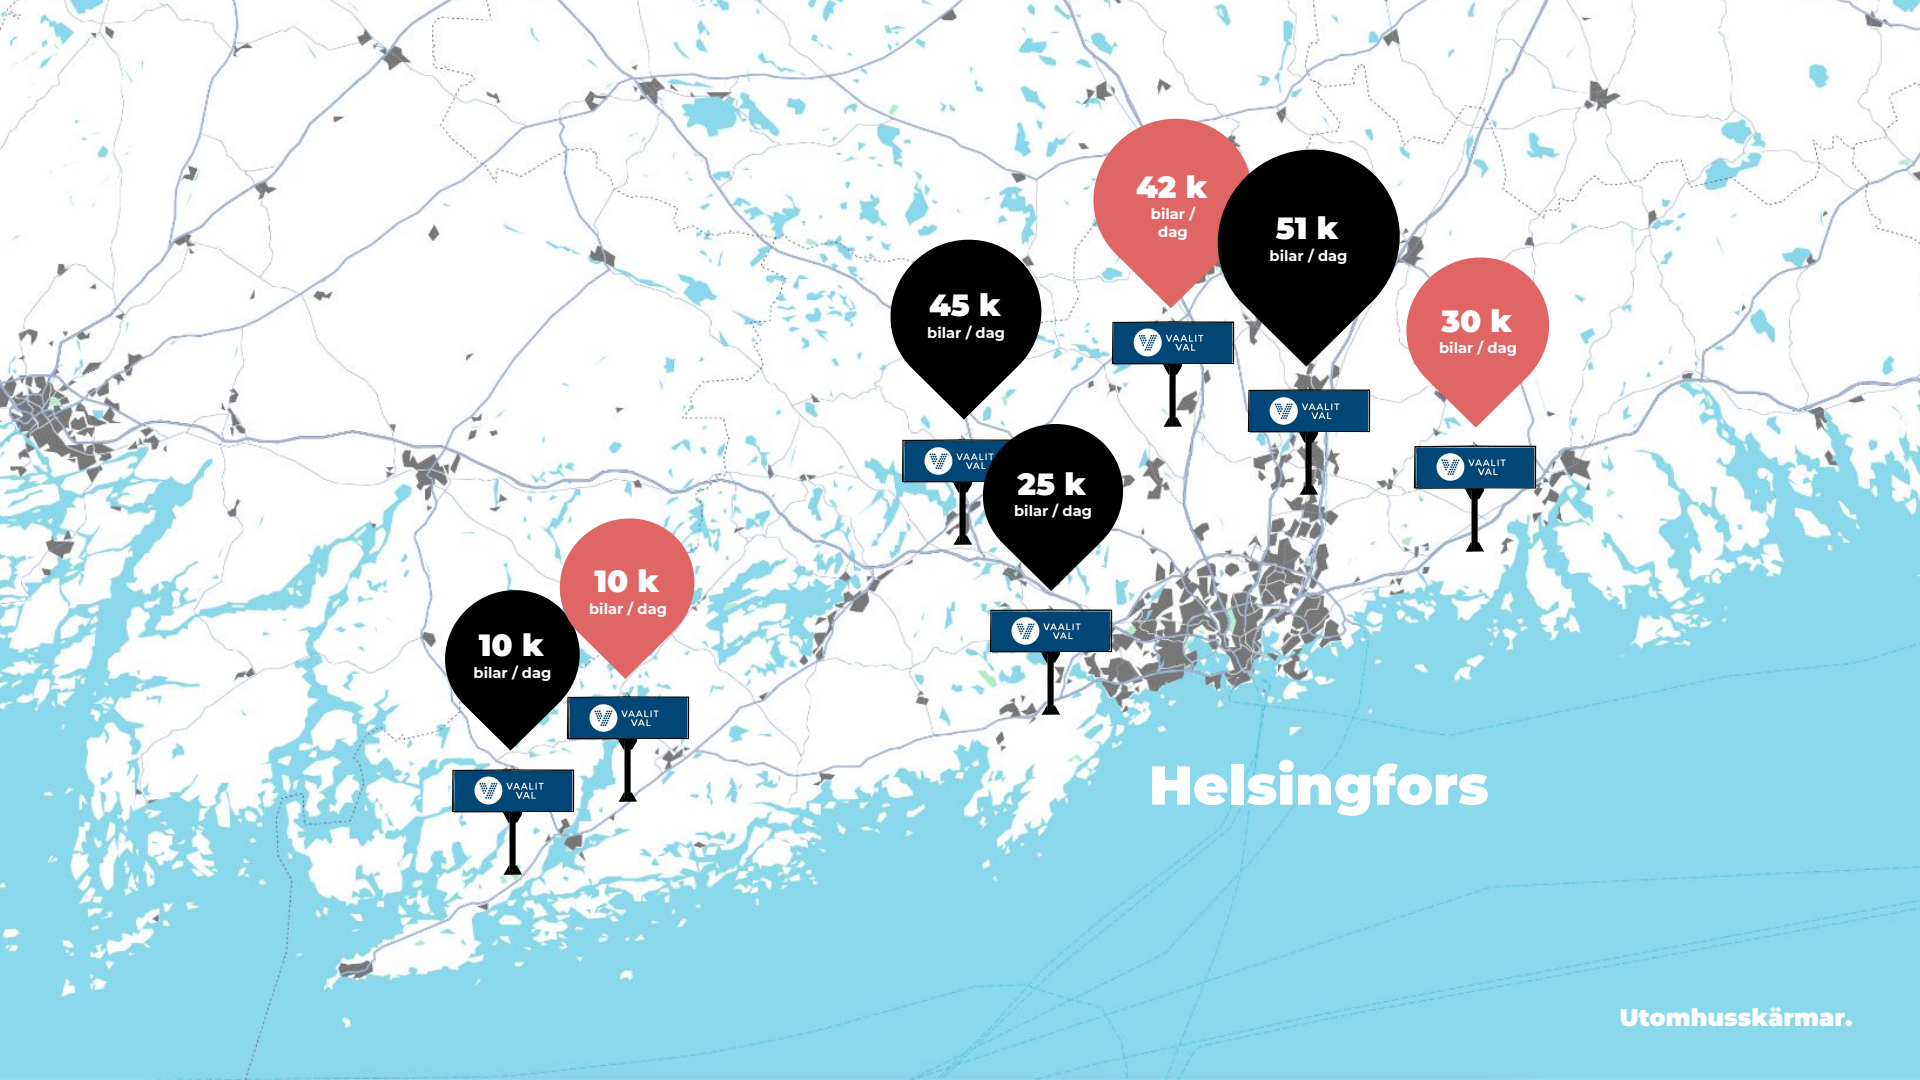 42 k
bilar /
dag
51 k
bilar / dag
45 k
bilar / dag
30 k
bilar / dag
VAALIT
VAL
VAALIT
VAL
VAALIT
VAL
VAALIT
VAL
25 k
bilar / dag
10 k
bilar / dag
10 k
bilar / dag
VAALIT
VAL
VAALIT
VAL
VAALIT
VAL
Helsingfors
Utomhusskärmar.